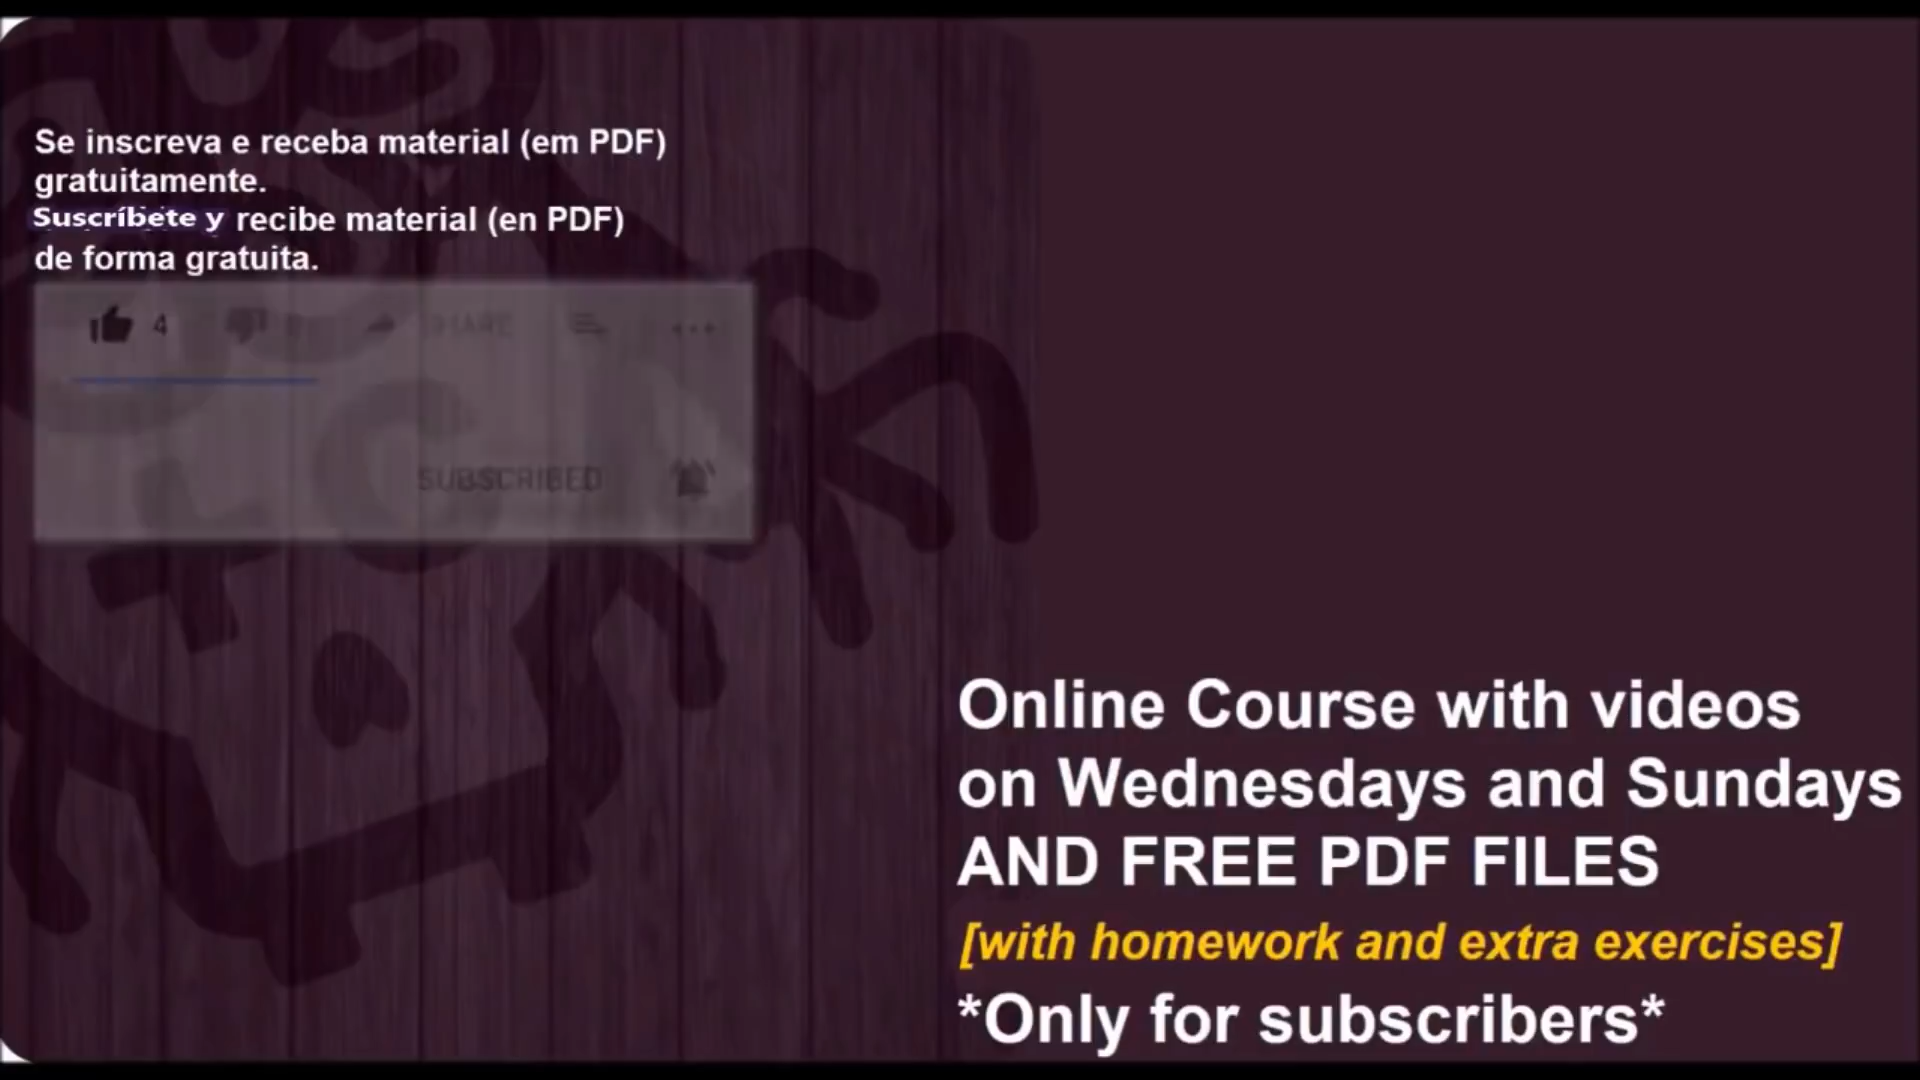 Se inscreva e receba material (em PDF)
gratuitamente.
Suscríbete y recibe material (en PDF)
de forma gratuita.
4 SHARE
SUBSCRIBED
Online Course with videos
on Wednesdays and Sundays
AND FREE PDF FILES
[with homework and extra exercises]
*Only for subscribers*